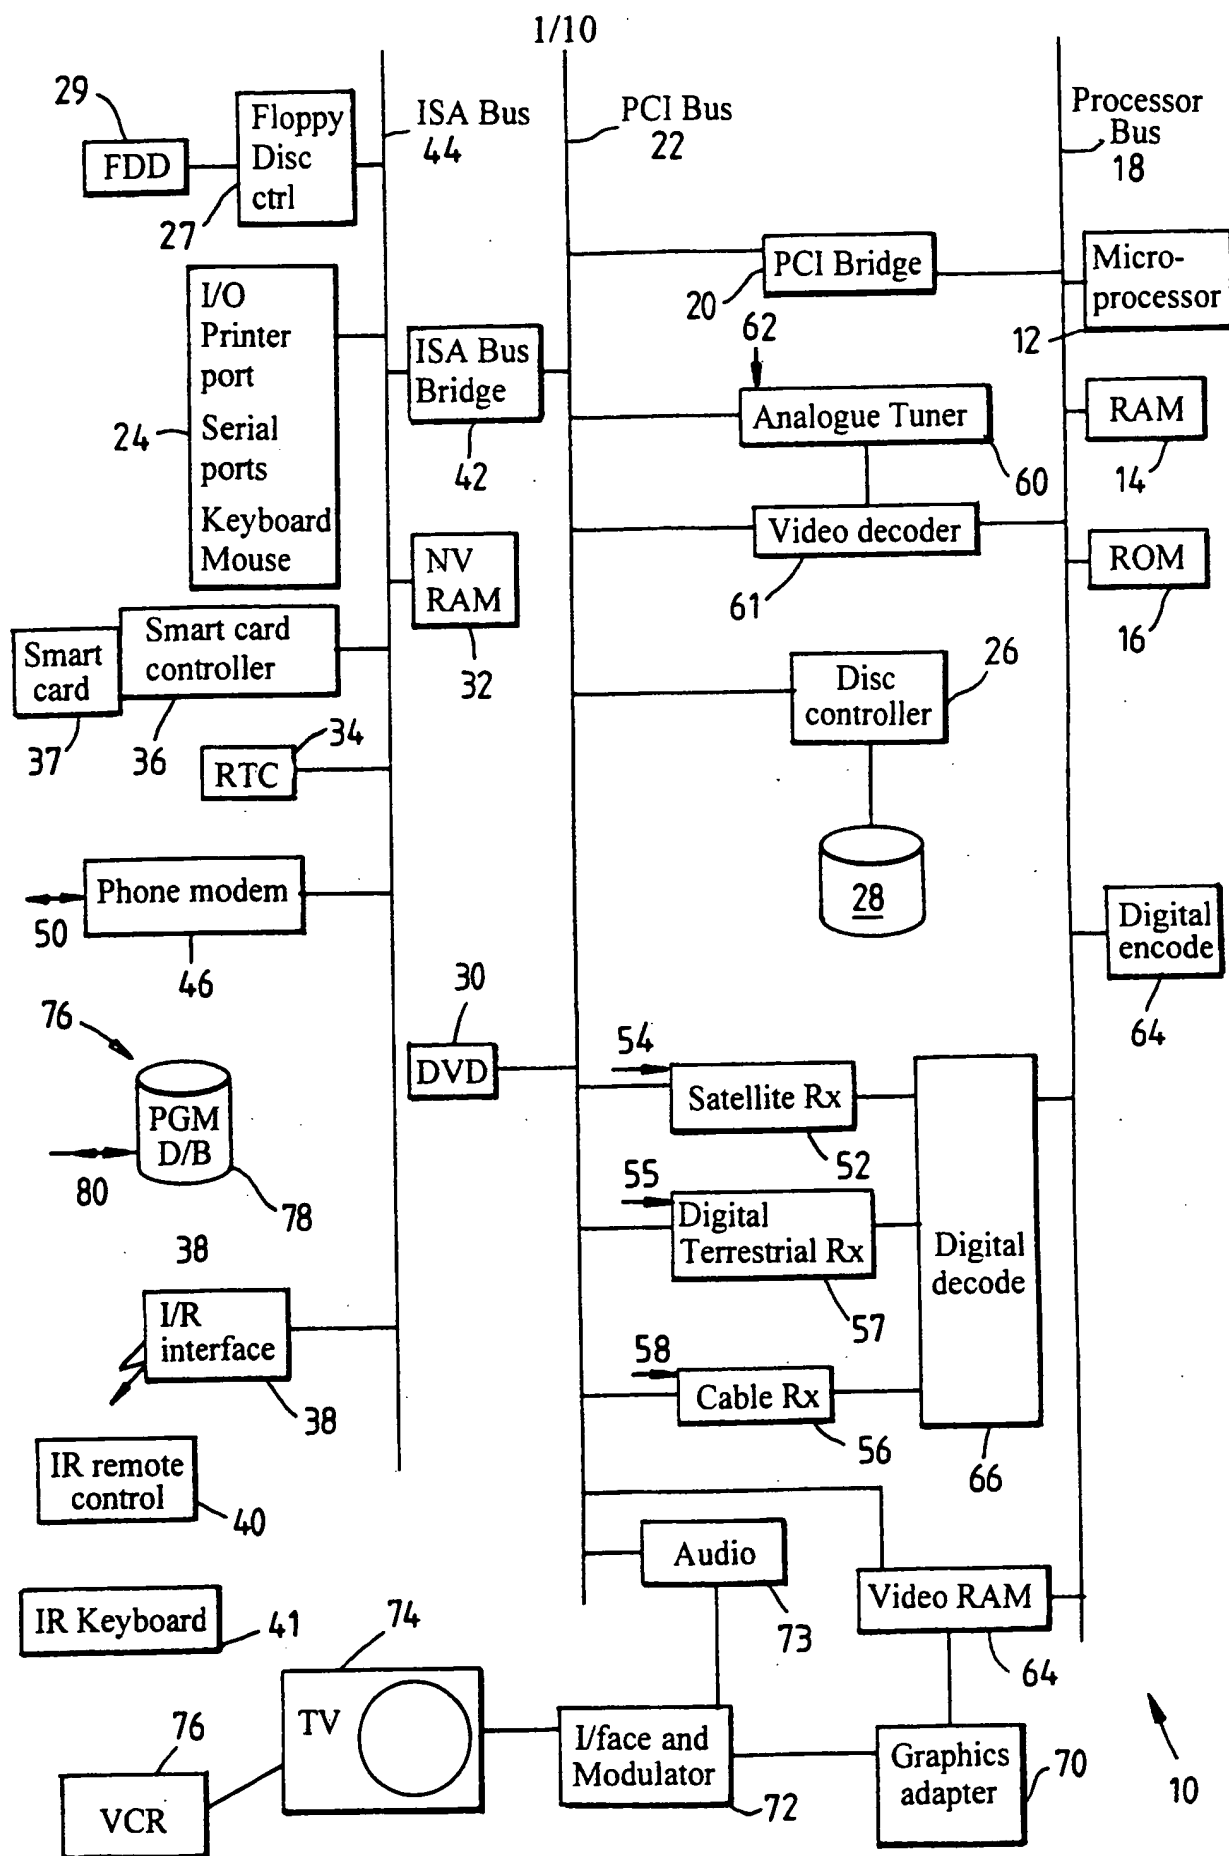 1/10
29
FDD
Floppy
Disc
ctrl
27
ISA Bus
44
PCI Bus
22
Processor
Bus
18
I/O
Printer
port
Serial
ports
Keyboard
Mouse
24
ISA Bus
Bridge
42
PCI Bridge
20
Micro-
processor
12
62
Analogue Tuner
60
RAM
14
Video decoder
61
ROM
16
NV
RAM
32
Smart
card
37
Smart card
controller
36
34
RTC
Disc
controller
26
28
Phone modem
50
46
Digital
encode
64
30
DVD
76
PGM
D/B
80
78
54
Satellite Rx
52
55
Digital
Terrestrial Rx
57
58
Cable Rx
56
Digital
decode
66
38
I/R
interface
38
IR remote
control
40
IR Keyboard
41
Audio
73
Video RAM
64
74
TV
76
VCR
I/face and
Modulator
72
Graphics
adapter
70
10